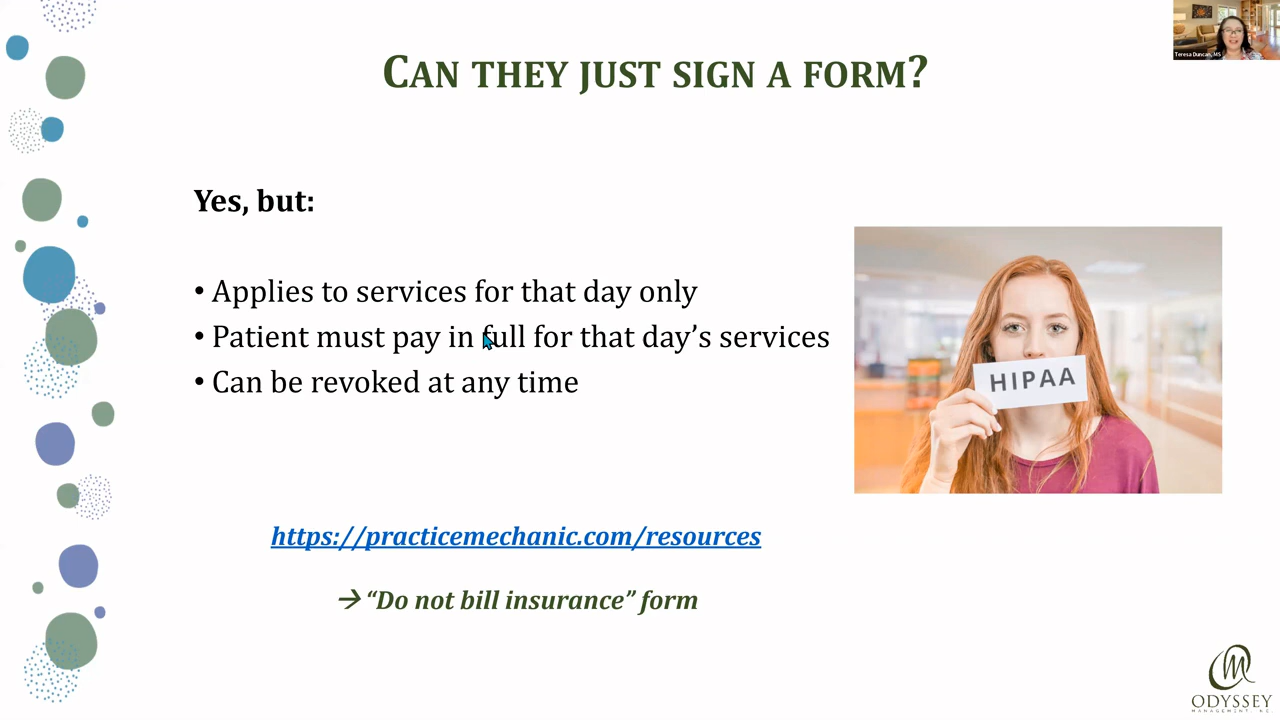 CAN THEY JUST SIGN A FORM?
Teresa Duncan, MS
Yes, but:
• Applies to services for that day only
• Patient must pay in full for that day’s services
• Can be revoked at any time
HIPAA
https://practicemechanic.com/resources
→ “Do not bill insurance” form
ODYSSEY
MANAGEMENT, INC